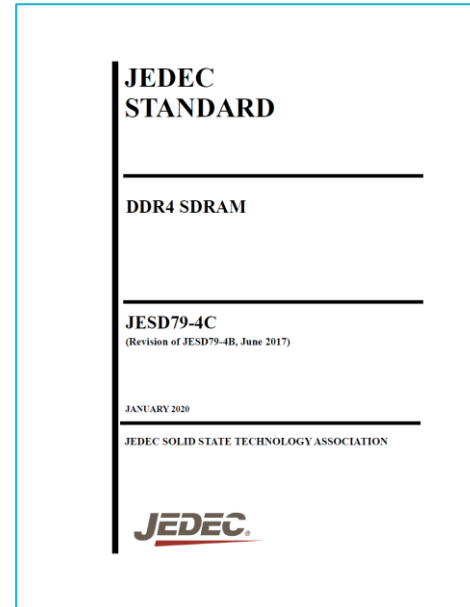 JEDEC
STANDARD
DDR4 SDRAM
JESD79-4C
(Revision of JESD79-4B, June 2017)
JANUARY 2020
JEDEC SOLID STATE TECHNOLOGY ASSOCIATION
JEDEC®